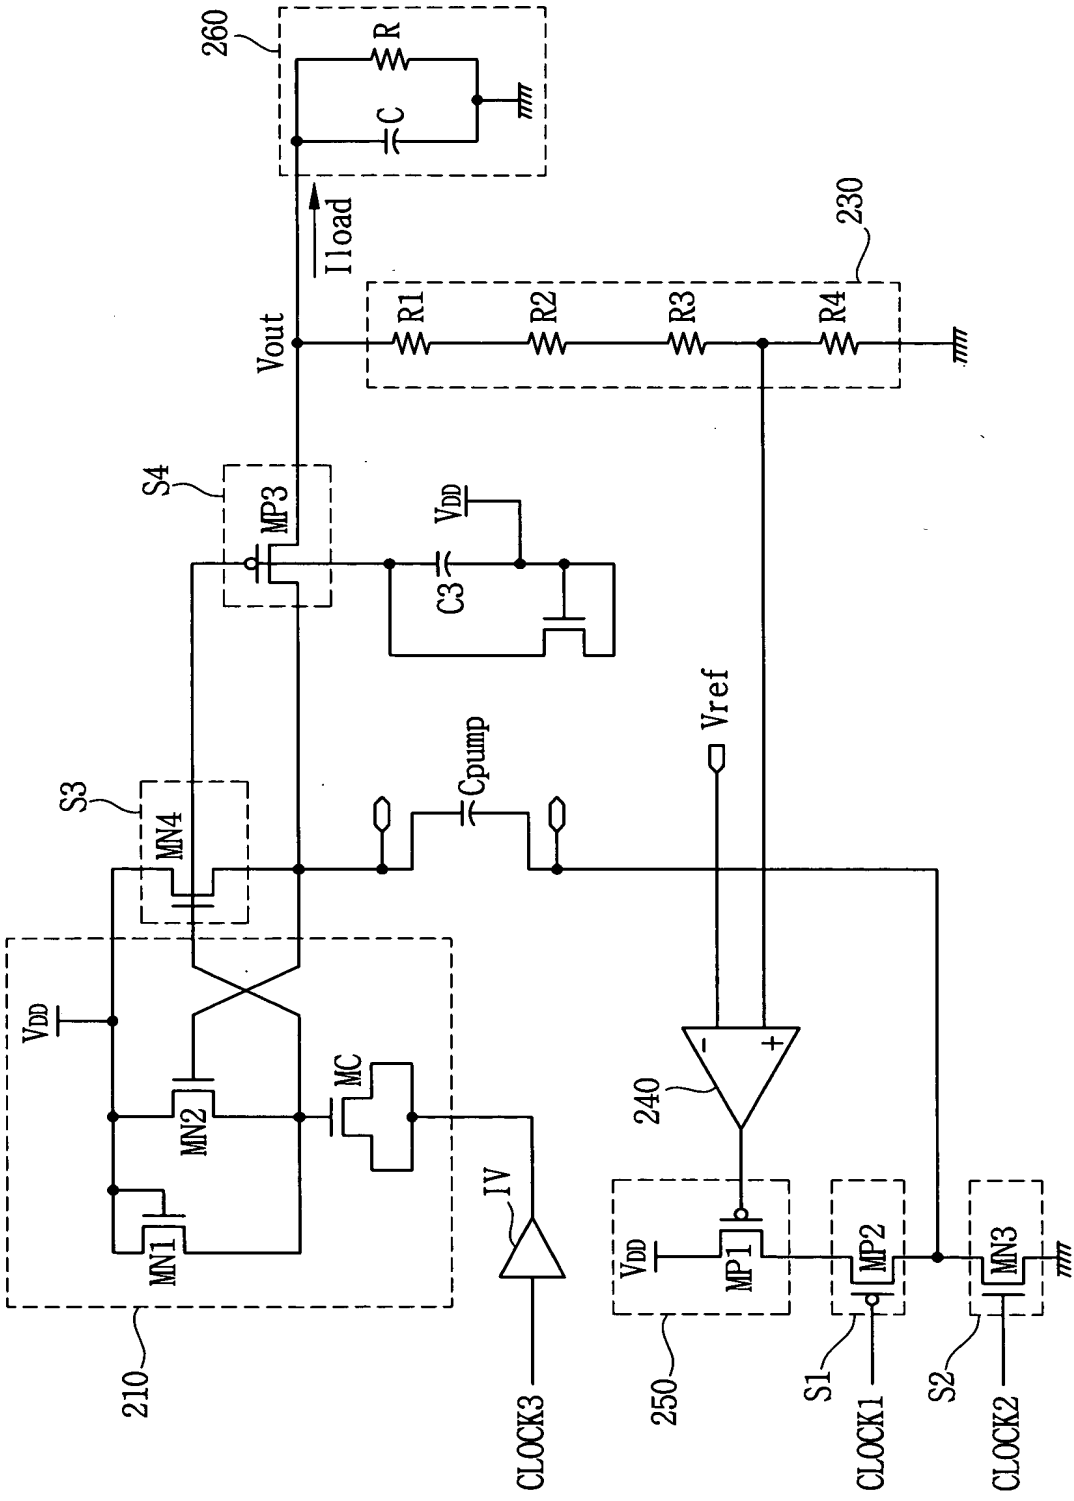 260
R
C
Iload
230
Vout
R1
R2
R3
R4
S4
MP3
VDD
C3
S3
MN4
Cpump
Vref
VDD
MN2
MN1
MC
IV
210
CLOCK3
240
-
+
VDD
MP1
250
MP2
S1
CLOCK1
MN3
S2
CLOCK2